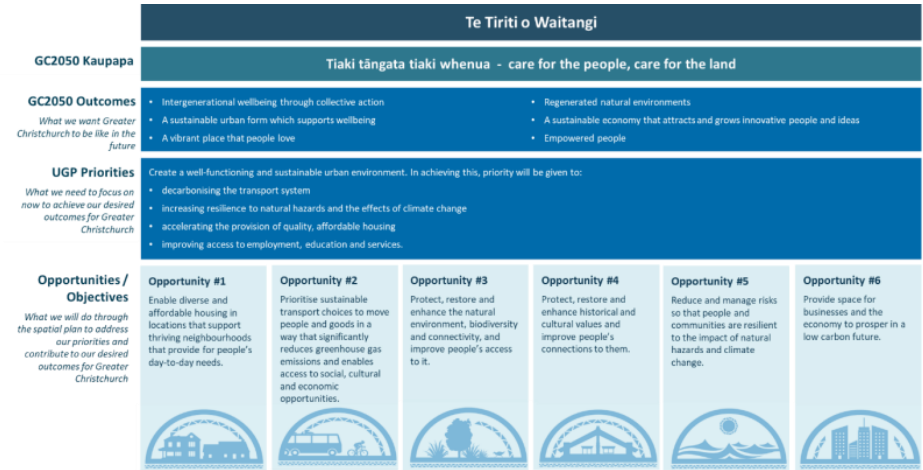 Te Tiriti o Waitangi
GC2050 Kaupapa
Tiaki tāngata tiaki whenua - care for the people, care for the land
GC2050 Outcomes
What we want Greater
Christchurch to be like in the
future
• Intergenerational wellbeing through collective action
• A sustainable urban form which supports wellbeing
• A vibrant place that people love
• Regenerated natural environments
• A sustainable economy that attracts and grows innovative people and ideas
• Empowered people
UGP Priorities
What we need to focus on
now to achieve our desired
outcomes for Greater
Christchurch
Create a well-functioning and sustainable urban environment. In achieving this, priority will be given to:
• decarbonising the transport system
• increasing resilience to natural hazards and the effects of climate change
• accelerating the provision of quality, affordable housing
• improving access to employment, education and services.
Opportunities /
Objectives
What we will do through
the spatial plan to address
our priorities and
contribute to our desired
outcomes for Greater
Christchurch
Opportunity #1
Enable diverse and
affordable housing in
locations that support
thriving neighbourhoods
that provide for people's
day-to-day needs.
Opportunity #2
Prioritise sustainable
transport choices to move
people and goods in a
way that significantly
reduces greenhouse gas
emissions and enables
access to social, cultural
and economic
opportunities.
Opportunity #3
Protect, restore and
enhance the natural
environment, biodiversity
and connectivity, and
improve people's access
to it.
Opportunity #4
Protect, restore and
enhance historical and
cultural values and
improve people's
connections to them.
Opportunity #5
Reduce and manage risks
so that people and
communities are resilient
to the impact of natural
hazards and climate
change.
Opportunity #6
Provide space for
businesses and the
economy to prosper in a
low carbon future.